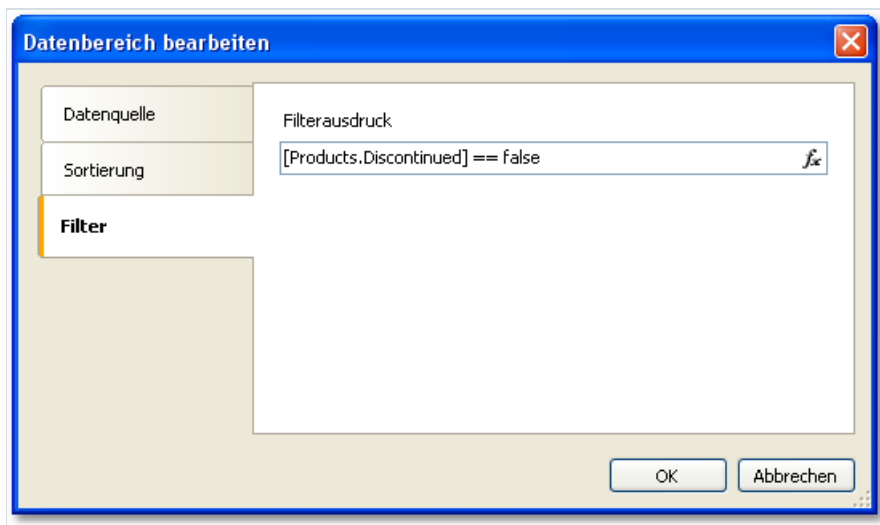 Datenbereich bearbeiten
Datenquelle
Sortierung
Filter
Filterausdruck
[Products.Discontinued] == false
fx
OK
Abbrechen